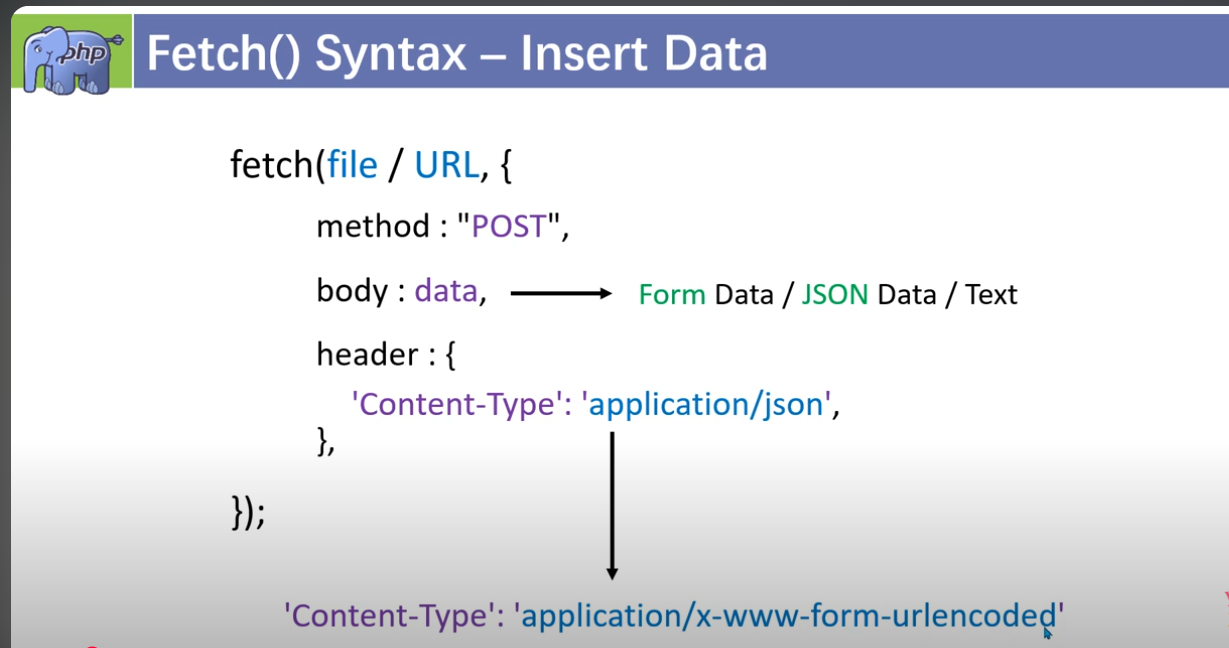 php
Fetch() Syntax – Insert Data
fetch(file / URL, {
method : "POST",
body : data,
Form Data / JSON Data / Text
header : {
'Content-Type': 'application/json',
},
});
'Content-Type': 'application/x-www-form-urlencoded'